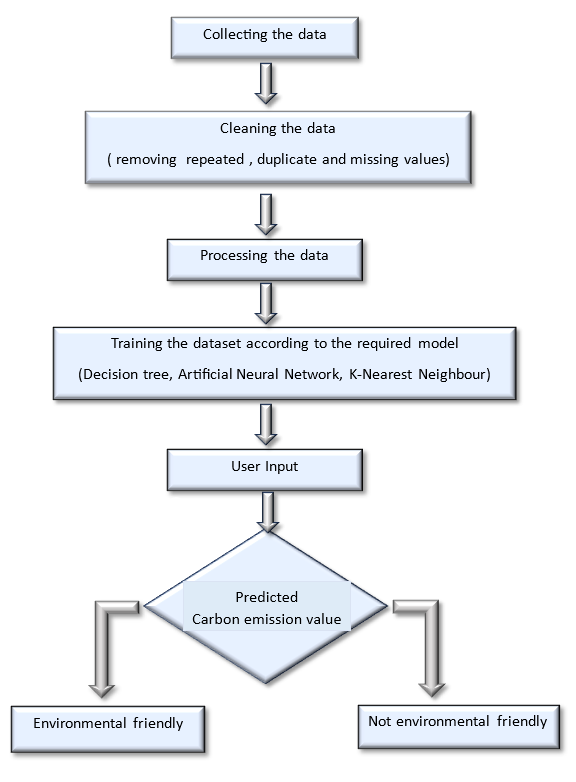 Collecting the data
Cleaning the data
( removing repeated , duplicate and missing values)
Processing the data
Training the dataset according to the required model
(Decision tree, Artificial Neural Network, K-Nearest Neighbour)
User Input
Predicted
Carbon emission value
Environmental friendly
Not environmental friendly